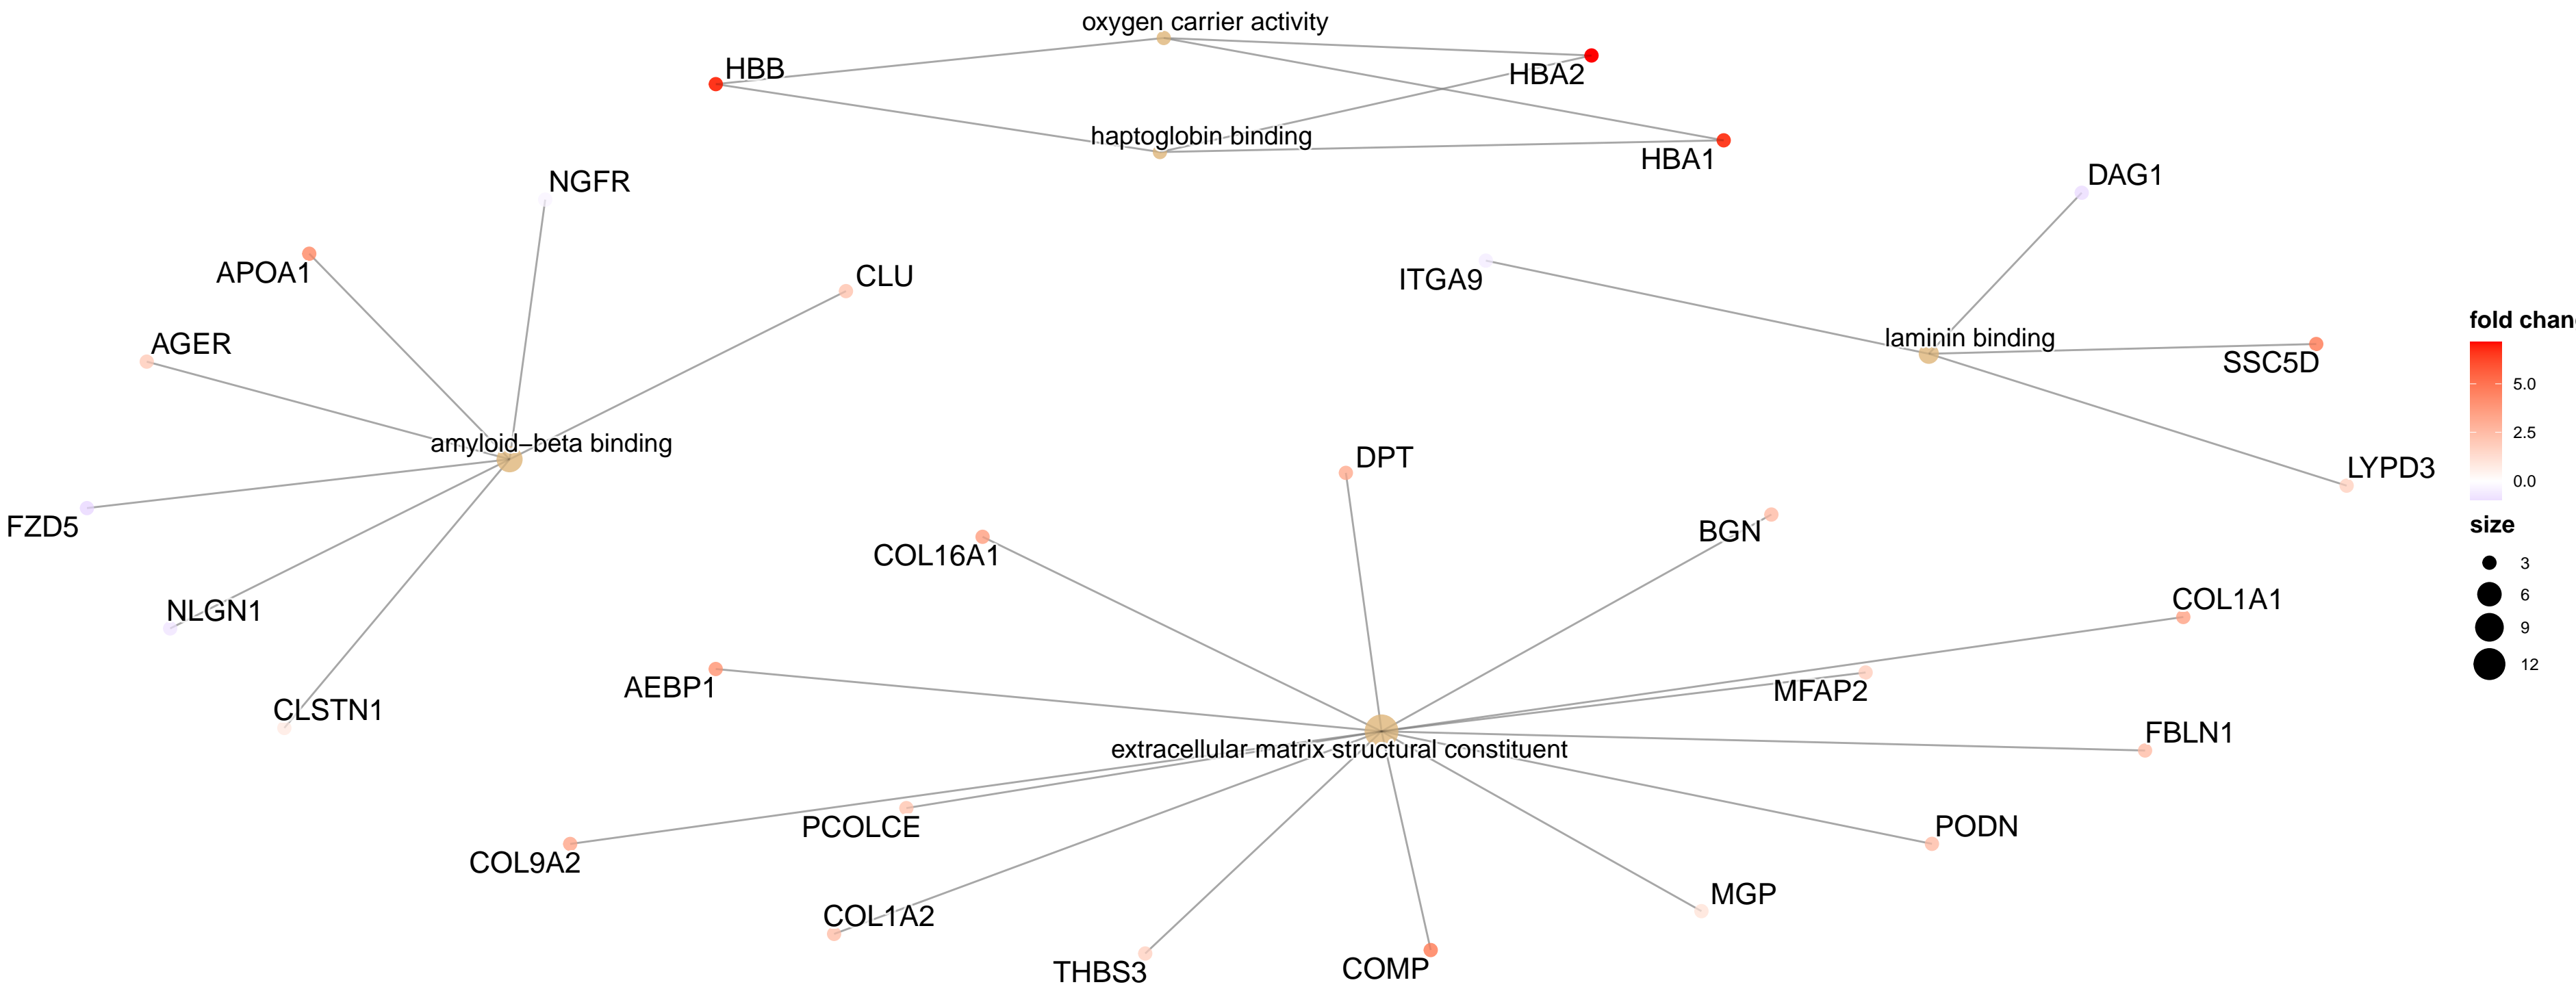 oxygen carrier activity
HBB
HBA2
haptoglobin binding
HBA1
NGFR
DAG1
APOA1
CLU
ITGA9
AGER
laminin binding
SSC5D
amyloid−beta binding
DPT
LYPD3
FZD5
BGN
COL16A1
NLGN1
COL1A1
AEBP1
MFAP2
CLSTN1
FBLN1
extracellular matrix structural constituent
PCOLCE
PODN
COL9A2
MGP
COL1A2
THBS3
COMP
fold chan
5.0
2.5
0.0
size
3
6
9
12